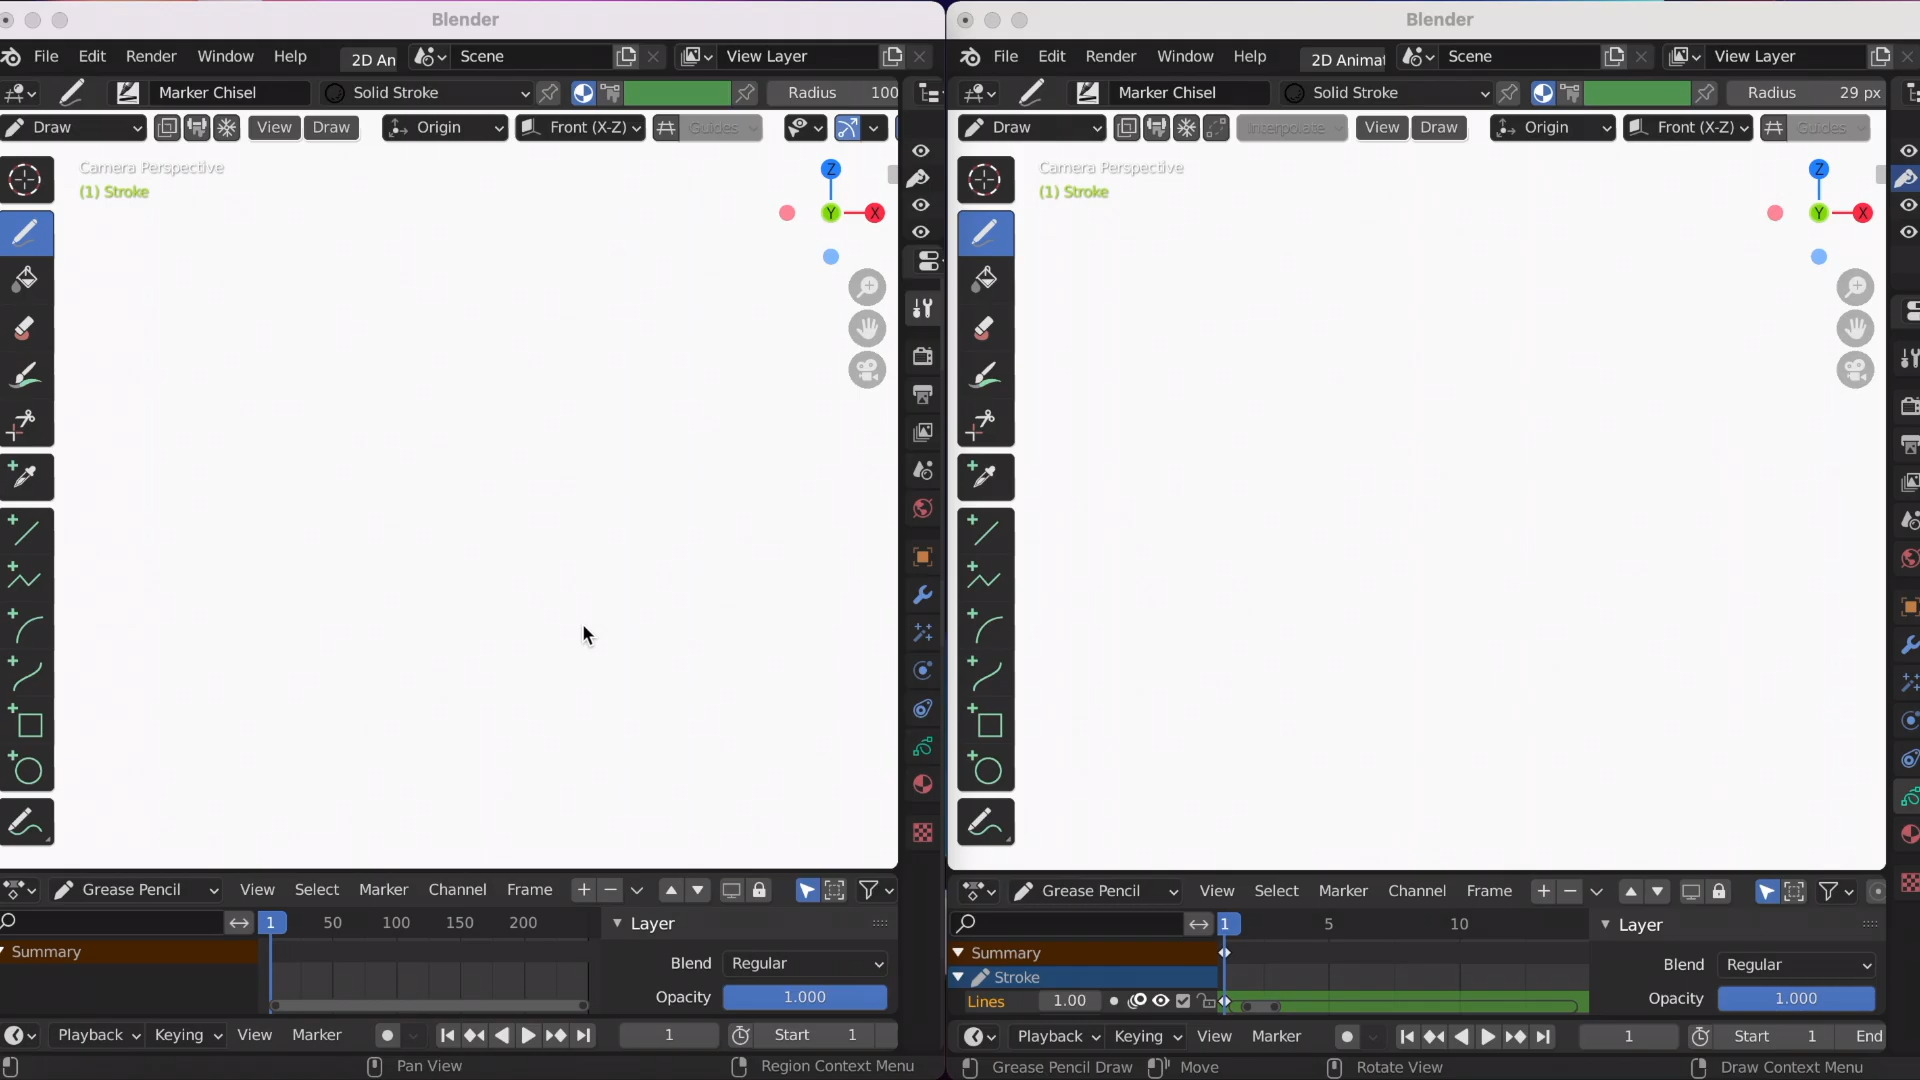 Blender
File Edit Render Window Help 2D An Scene View Layer
Marker Chisel Solid Stroke Radius 100
Draw View Draw Origin Front (X-Z) Guides
Camera Perspective
(1) Stroke
Z
Y X
Grease Pencil View Select Marker Channel Frame
1 50 100 150 200 Layer
Summary
Blend Regular
Opacity 1.000
Playback Keying View Marker 1 Start 1
Pan View Region Context Menu
Blender
File Edit Render Window Help 2D Animat Scene View Layer
Marker Chisel Solid Stroke Radius 29 px
Draw Interpolate View Draw Origin Front (X-Z) Guides
Camera Perspective
(1) Stroke
Z
Y X
Grease Pencil View Select Marker Channel Frame
1 5 10 Layer
Summary
Stroke
Blend Regular
Lines 1.00
Opacity 1.000
Playback Keying View Marker 1 Start 1 End
Grease Pencil Draw Move Rotate View Draw Context Menu